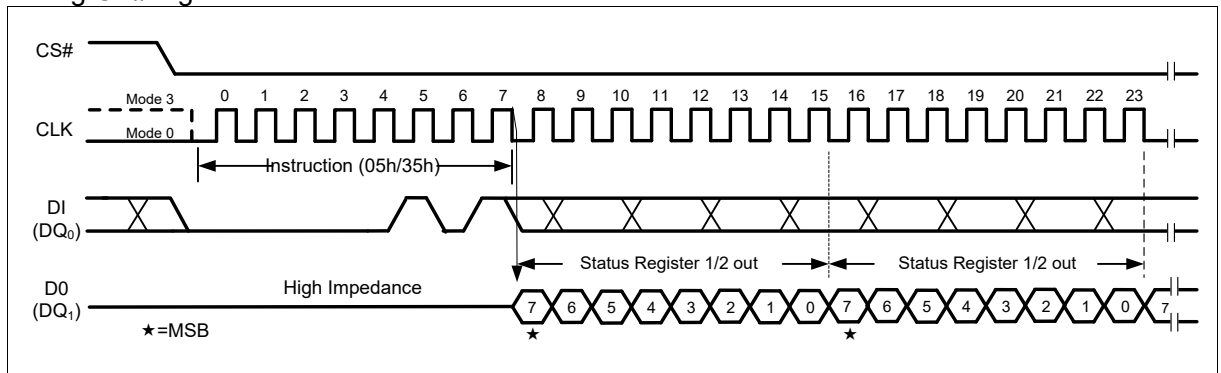 CS#
Mode 3
0 1 2 3 4 5 6 7 8 9 10 11 12 13 14 15 16 17 18 19 20 21 22 23
CLK
Mode 0
Instruction (05h/35h)
DI
(DQ0)
Status Register 1/2 out Status Register 1/2 out
D0
(DQ1)
High Impedance
7 6 5 4 3 2 1 0 7 6 5 4 3 2 1 0 7
★=MSB ★ ★